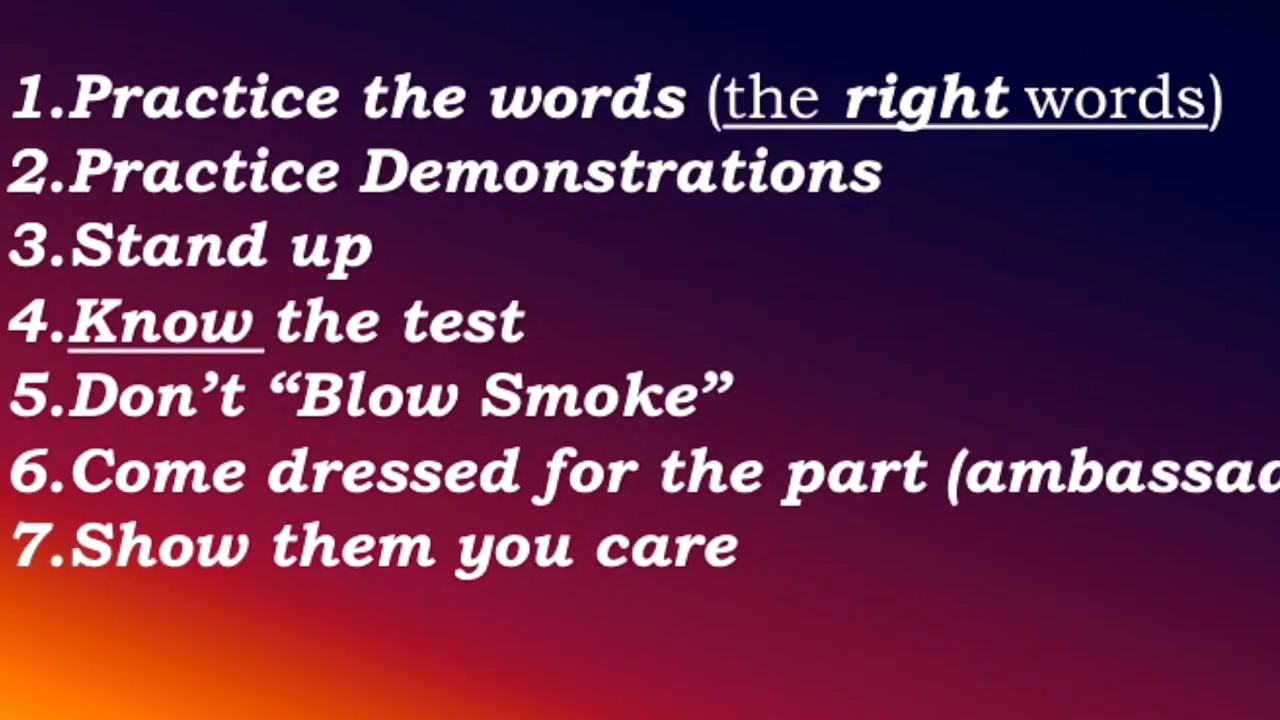 1.Practice the words (the right words)
2.Practice Demonstrations
3.Stand up
4.Know the test
5.Don’t “Blow Smoke”
6.Come dressed for the part
7.Show them you care